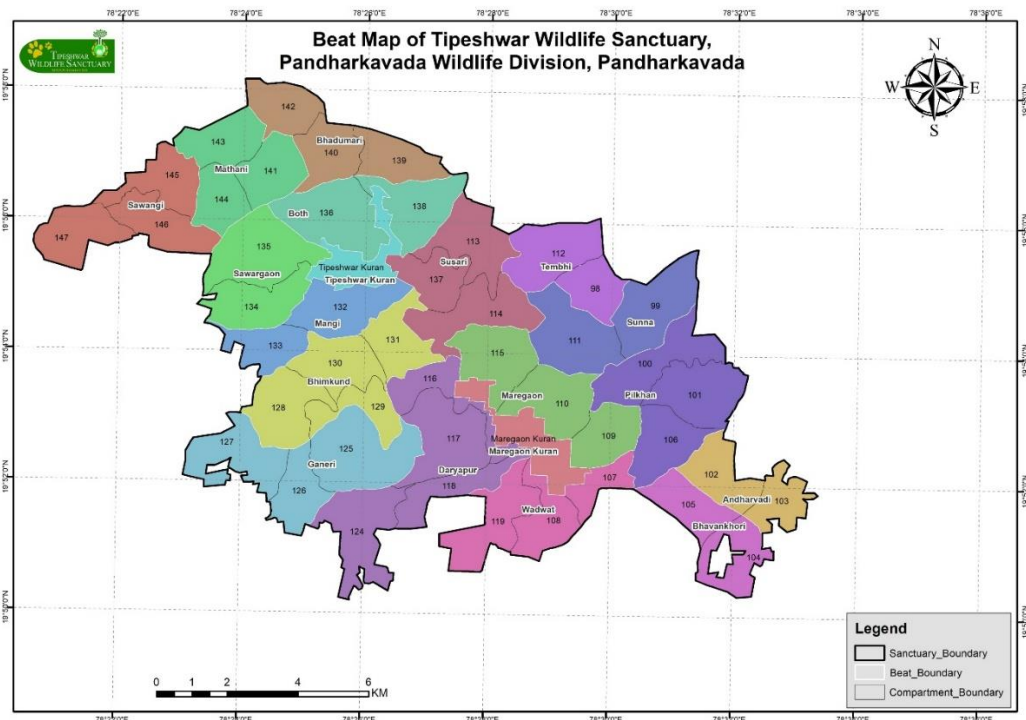 78°22'0"E 78°24'0"E 78°26'0"E 78°28'0"E 78°30'0"E 78°32'0"E 78°34'0"E 78°36'0"E
Beat Map of Tipeshwar Wildlife Sanctuary,
Pandharkavada Wildlife Division, Pandharkavada
TIPESHWAR
WILDLIFE SANCTUARY
N
W E
S
142
143
Bhadumari
140
139
Mathani
141
145
144
Sawangi
146
147
Both
136
138
135
113
112
Susari
Tembhi
Tipeshwar Kuran
Tipeshwar Kuran
Sawargaon
137
98
134
132
99
114
Sunna
Mangi
131
111
133
115
130
100
116
Bhimkund
Maregaon
Pilkhan
101
128
129
110
109
127
117
Maregaon Kuran
106
125
Maregaon Kuran
Ganeri
Daryapur
107
102
126
118
Andharvadi
103
105
119
Wadwat
108
Bhavankhori
124
104
0 1 2 4 6
KM
Legend
Sanctuary_Boundary
Beat_Boundary
Compartment_Boundary